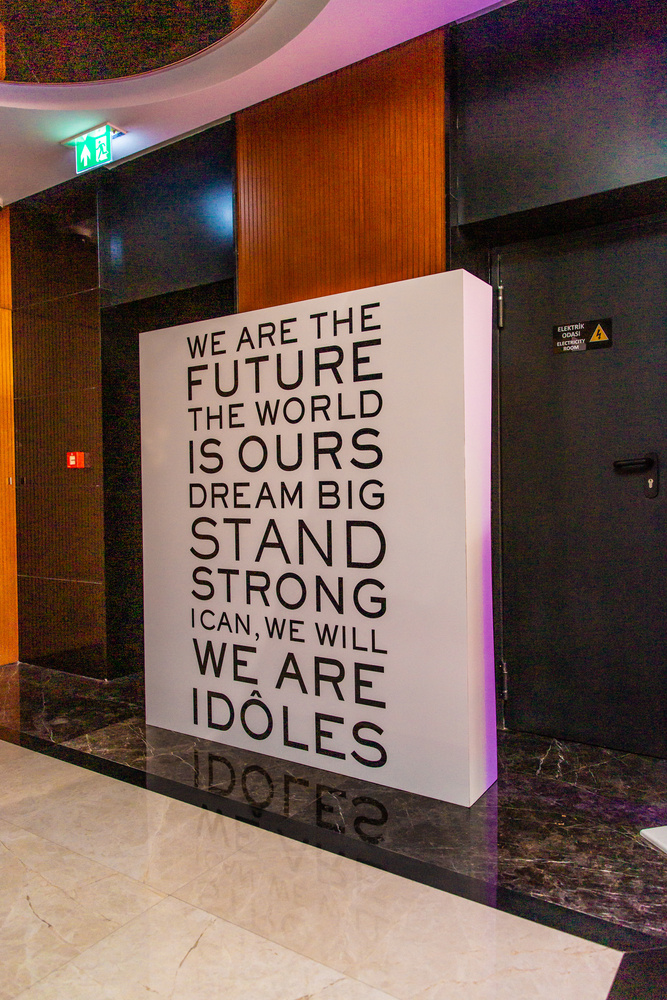 WE ARE THE
FUTURE
THE WORLD
IS OURS
DREAM BIG
STAND
STRONG
I CAN, WE WILL
WE ARE
IDÔLES
ELEKTRİK
ODASI
ELECTRICITY
ROOM